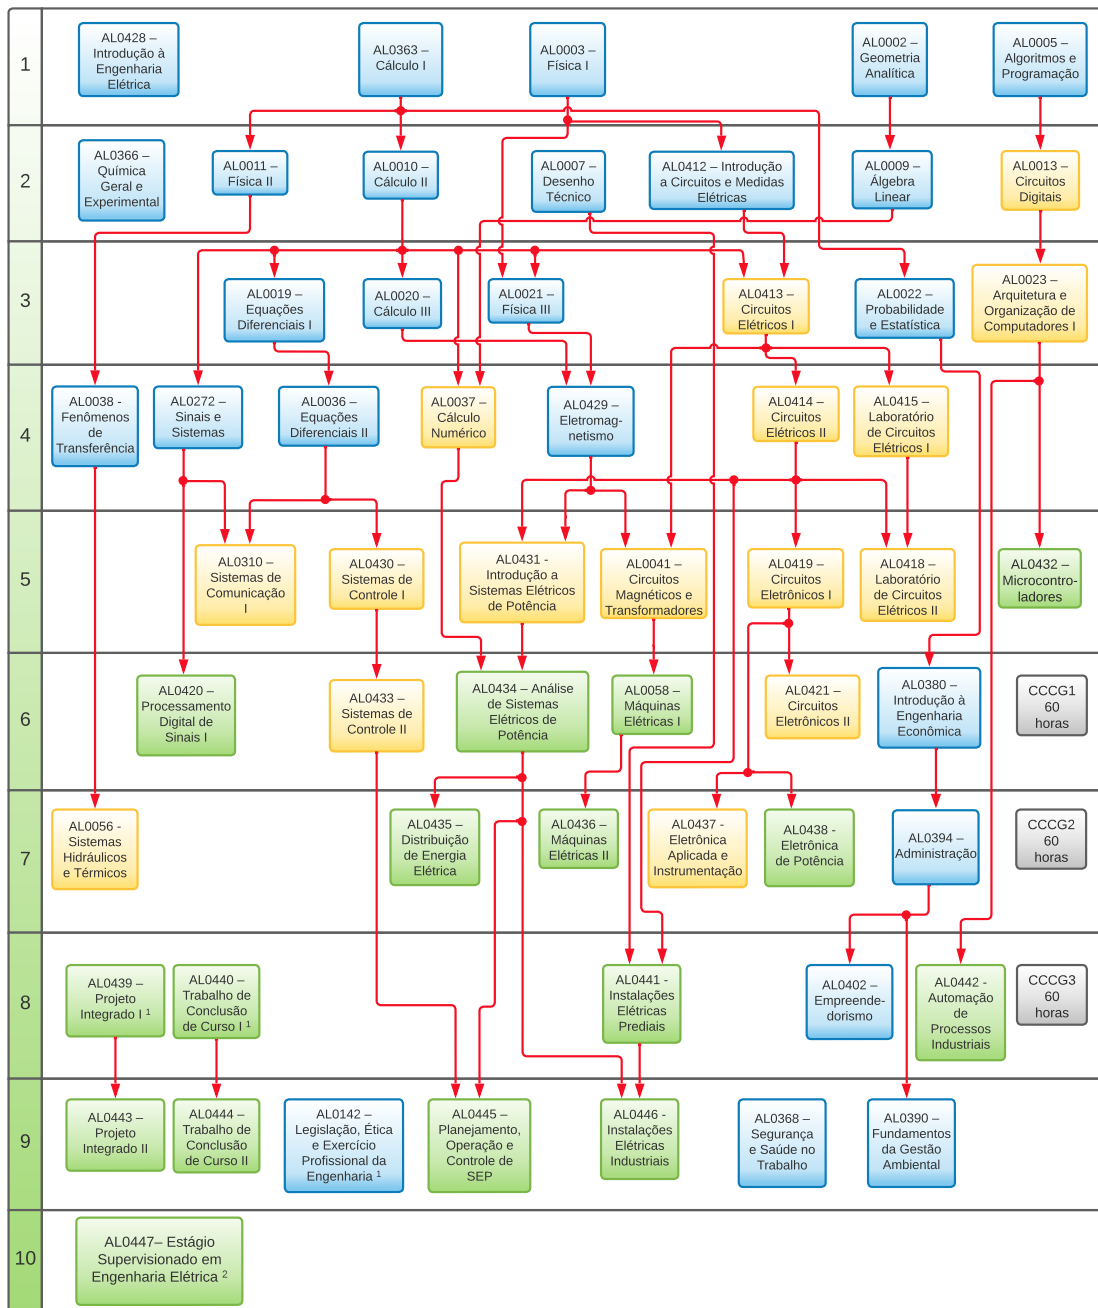 1
AL0428 –
Introdução à
Engenharia
Elétrica
AL0363 –
Cálculo I
AL0003 –
Física I
AL0002 –
Geometria
Analítica
AL0005 –
Algoritmos e
Programação
2
AL0366 –
Química
Geral e
Experimental
AL0011 –
Física II
AL0010 –
Cálculo II
AL0007 –
Desenho
Técnico
AL0412 – Introdução
a Circuitos e Medidas
Elétricas
AL0009 –
Álgebra
Linear
AL0013 –
Circuitos
Digitais
3
AL0019 –
Equações
Diferenciais I
AL0020 –
Cálculo III
AL0021 –
Física III
AL0413 –
Circuitos
Elétricos I
AL0022 –
Probabilidade
e Estatística
AL0023 –
Arquitetura e
Organização de
Computadores I
4
AL0038 -
Fenômenos
de
Transferência
AL0272 –
Sinais e
Sistemas
AL0036 –
Equações
Diferenciais II
AL0037 –
Cálculo
Numérico
AL0429 –
Eletromag-
netismo
AL0414 –
Circuitos
Elétricos II
AL0415 –
Laboratório
de Circuitos
Elétricos I
5
AL0310 –
Sistemas de
Comunicação
I
AL0430 –
Sistemas de
Controle I
AL0431 -
Introdução a
Sistemas Elétricos
de Potência
AL0041 –
Circuitos
Magnéticos e
Transformadores
AL0419 –
Circuitos
Eletrônicos I
AL0418 –
Laboratório
de Circuitos
Elétricos II
AL0432 –
Microcontro-
ladores
6
AL0420 –
Processamento
Digital de
Sinais I
AL0433 –
Sistemas de
Controle II
AL0434 – Análise
de Sistemas
Elétricos de
Potência
AL0058 –
Máquinas
Elétricas I
AL0421 –
Circuitos
Eletrônicos II
AL0380 –
Introdução à
Engenharia
Econômica
CCCG1
60
horas
7
AL0056 -
Sistemas
Hidráulicos
e Térmicos
AL0435 –
Distribuição
de Energia
Elétrica
AL0436 –
Máquinas
Elétricas II
AL0437 -
Eletrônica
Aplicada e
Instrumentação
AL0438 -
Eletrônica
de Potência
AL0394 –
Administração
CCCG2
60
horas
8
AL0439 –
Projeto
Integrado I ¹
AL0440 –
Trabalho de
Conclusão
de Curso I ¹
AL0441 -
Instalações
Elétricas
Prediais
AL0402 –
Empreende-
dorismo
AL0442 -
Automação
de
Processos
Industriais
CCCG3
60
horas
9
AL0443 –
Projeto
Integrado II
AL0444 –
Trabalho de
Conclusão
de Curso II
AL0142 –
Legislação, Ética
e Exercício
Profissional da
Engenharia ¹
AL0445 –
Planejamento,
Operação e
Controle de
SEP
AL0446 -
Instalações
Elétricas
Industriais
AL0368 –
Segurança
e Saúde no
Trabalho
AL0390 –
Fundamentos
da Gestão
Ambiental
10
AL0447– Estágio
Supervisionado em
Engenharia Elétrica ²